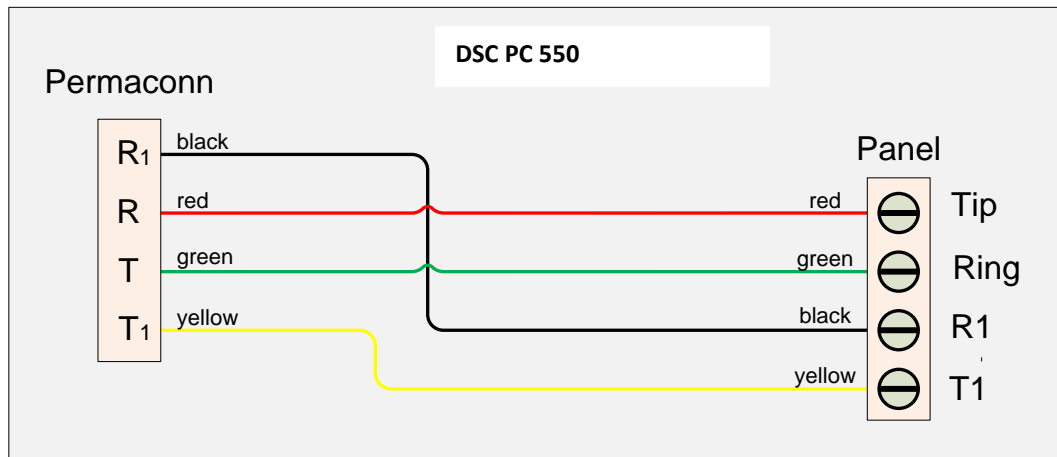 DSC PC 550
Permaconn
Panel
R1 black
R red
T green
T1 yellow
red Tip
green Ring
black R1
yellow T1